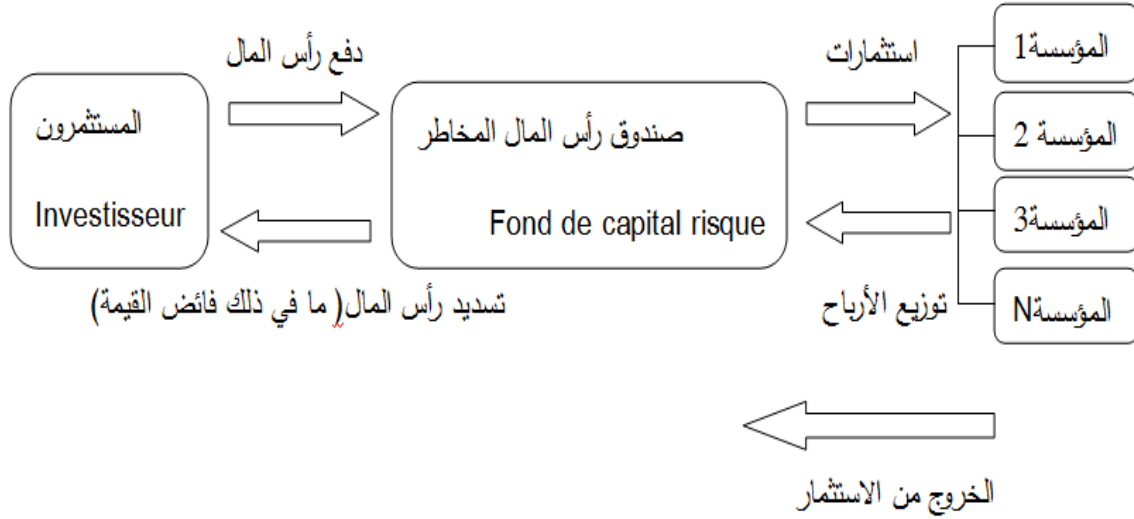 دفع رأس المال
استثمارات
المستثمرون
Investisseur
صندوق رأس المال المخاطر
Fond de capital risque
المؤسسة1
المؤسسة 2
المؤسسة3
المؤسسةN
تسديد رأس المال( ما في ذلك فائض القيمة)
توزيع الأرباح
الخروج من الاستثمار